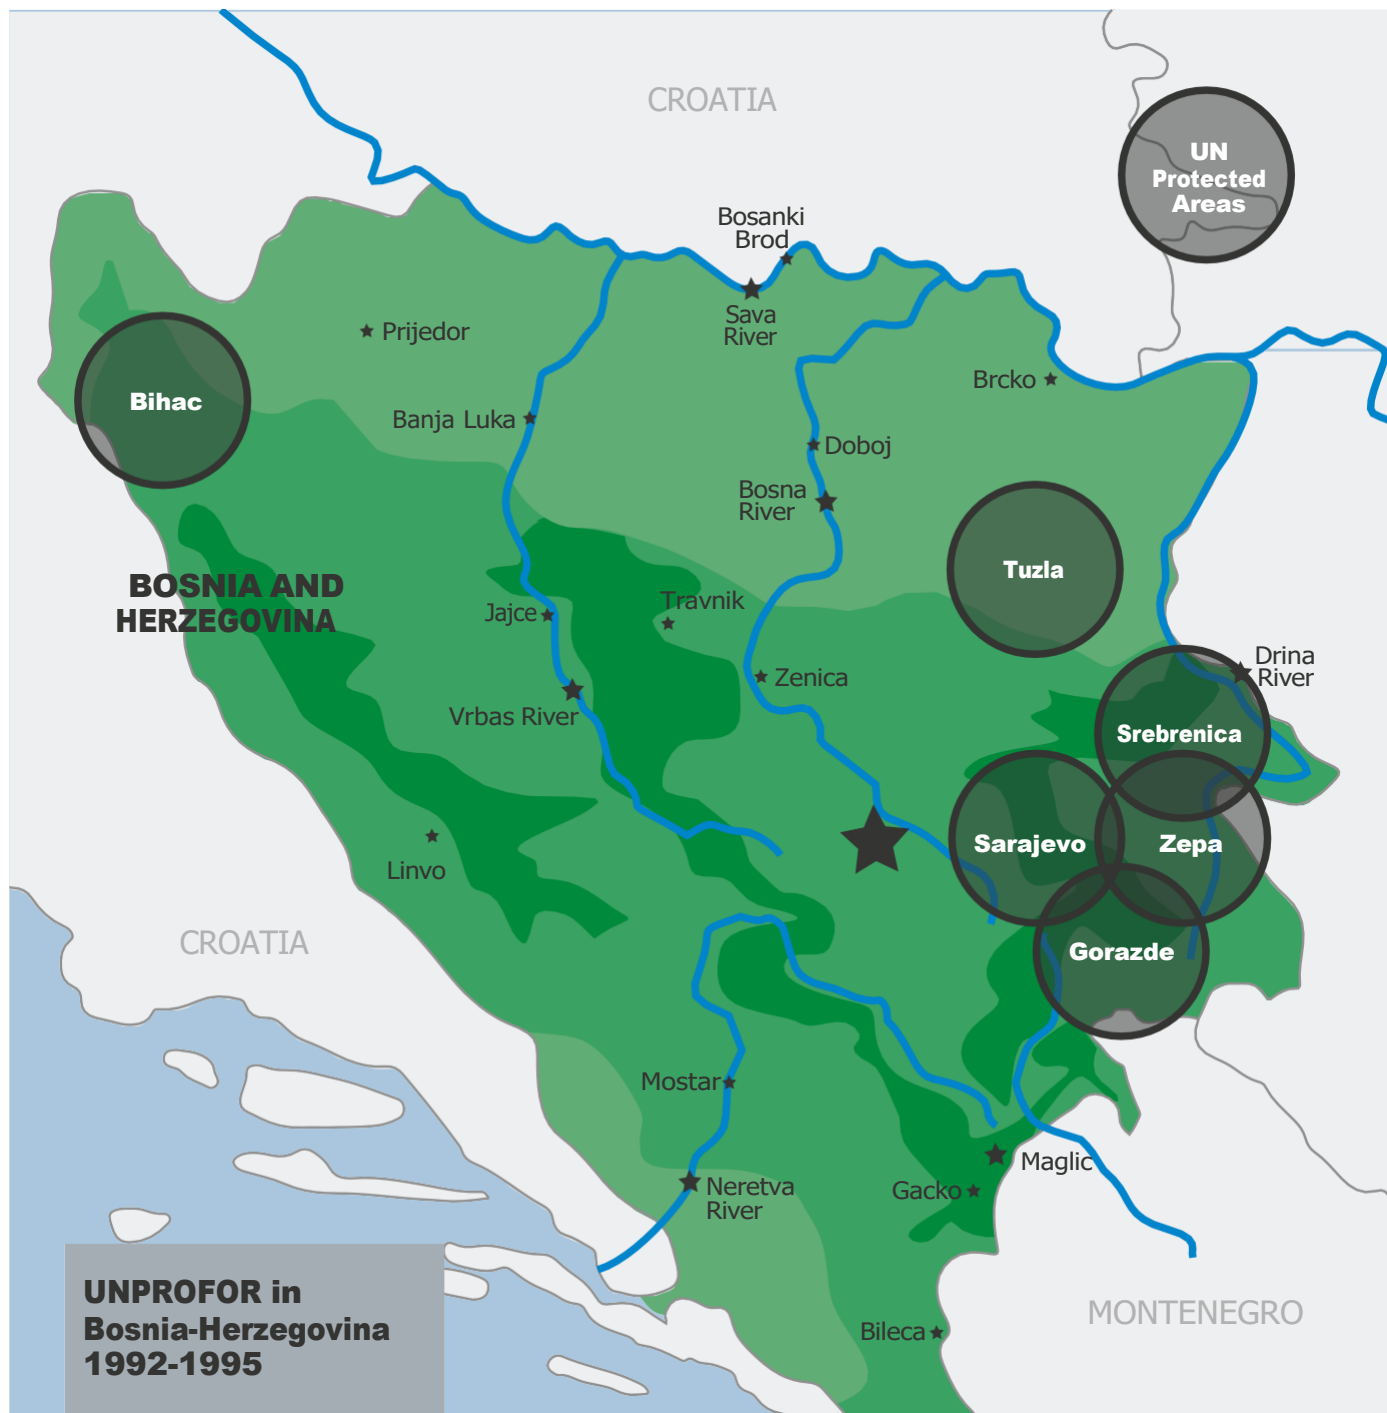 CROATIA
UN
Protected
Areas
Bosanki
Brod
Sava
River
Prijedor
Brcko
Bihac
Banja Luka
Doboj
Bosna
River
Tuzla
BOSNIA AND
HERZEGOVINA
Jajce
Travnik
Drina
River
Zenica
Vrbas River
Srebrenica
Sarajevo
Zepa
Linvo
CROATIA
Gorazde
Mostar
Maglic
Gacko
Neretva
River
UNPROFOR in
Bosnia-Herzegovina
1992-1995
MONTENEGRO
Bileca